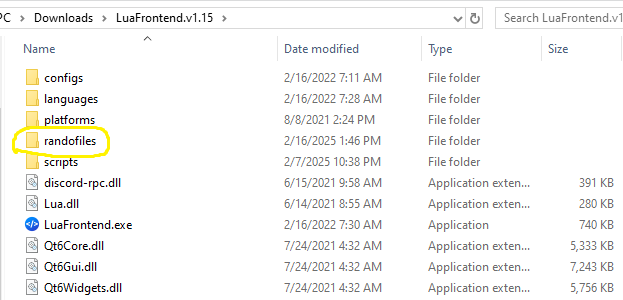 PC > Downloads > LuaFrontend.v1.15 Search LuaFrontend.v1
Name Date modified Type Size
configs 2/16/2022 7:11 AM File folder
languages 2/16/2022 7:28 AM File folder
platforms 8/8/2021 2:24 PM File folder
randofiles 2/16/2025 1:46 PM File folder
scripts 2/7/2025 10:38 PM File folder
discord-rpc.dll 6/15/2021 9:58 AM Application exten... 391 KB
Lua.dll 6/14/2021 8:55 AM Application exten... 280 KB
LuaFrontend.exe 2/16/2022 7:30 AM Application 740 KB
Qt6Core.dll 7/24/2021 4:32 AM Application exten... 5,333 KB
Qt6Gui.dll 7/24/2021 4:32 AM Application exten... 7,243 KB
Qt6Widgets.dll 7/24/2021 4:32 AM Application exten... 5,756 KB